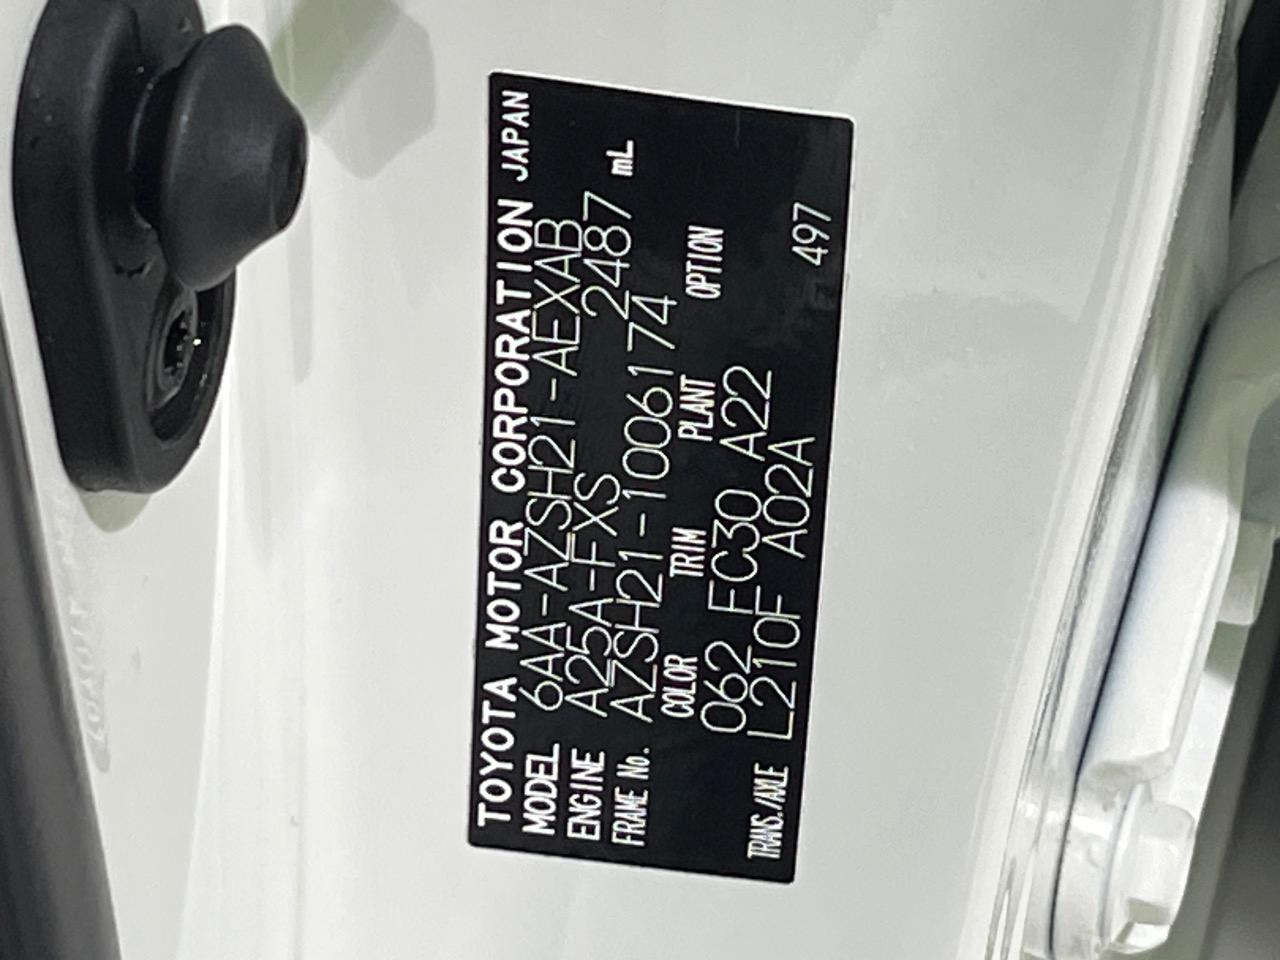 TOYOTA MOTOR CORPORATION JAPAN
MODEL 6AA-AZSH21-AEXAB
ENGINE A25A-FXS 2487 mL
FRAME No. AZSH21-1006174
COLOR TRIM PLANT OPTION
062 FC30 A22
TRANS./AXLE L210F A02A 497